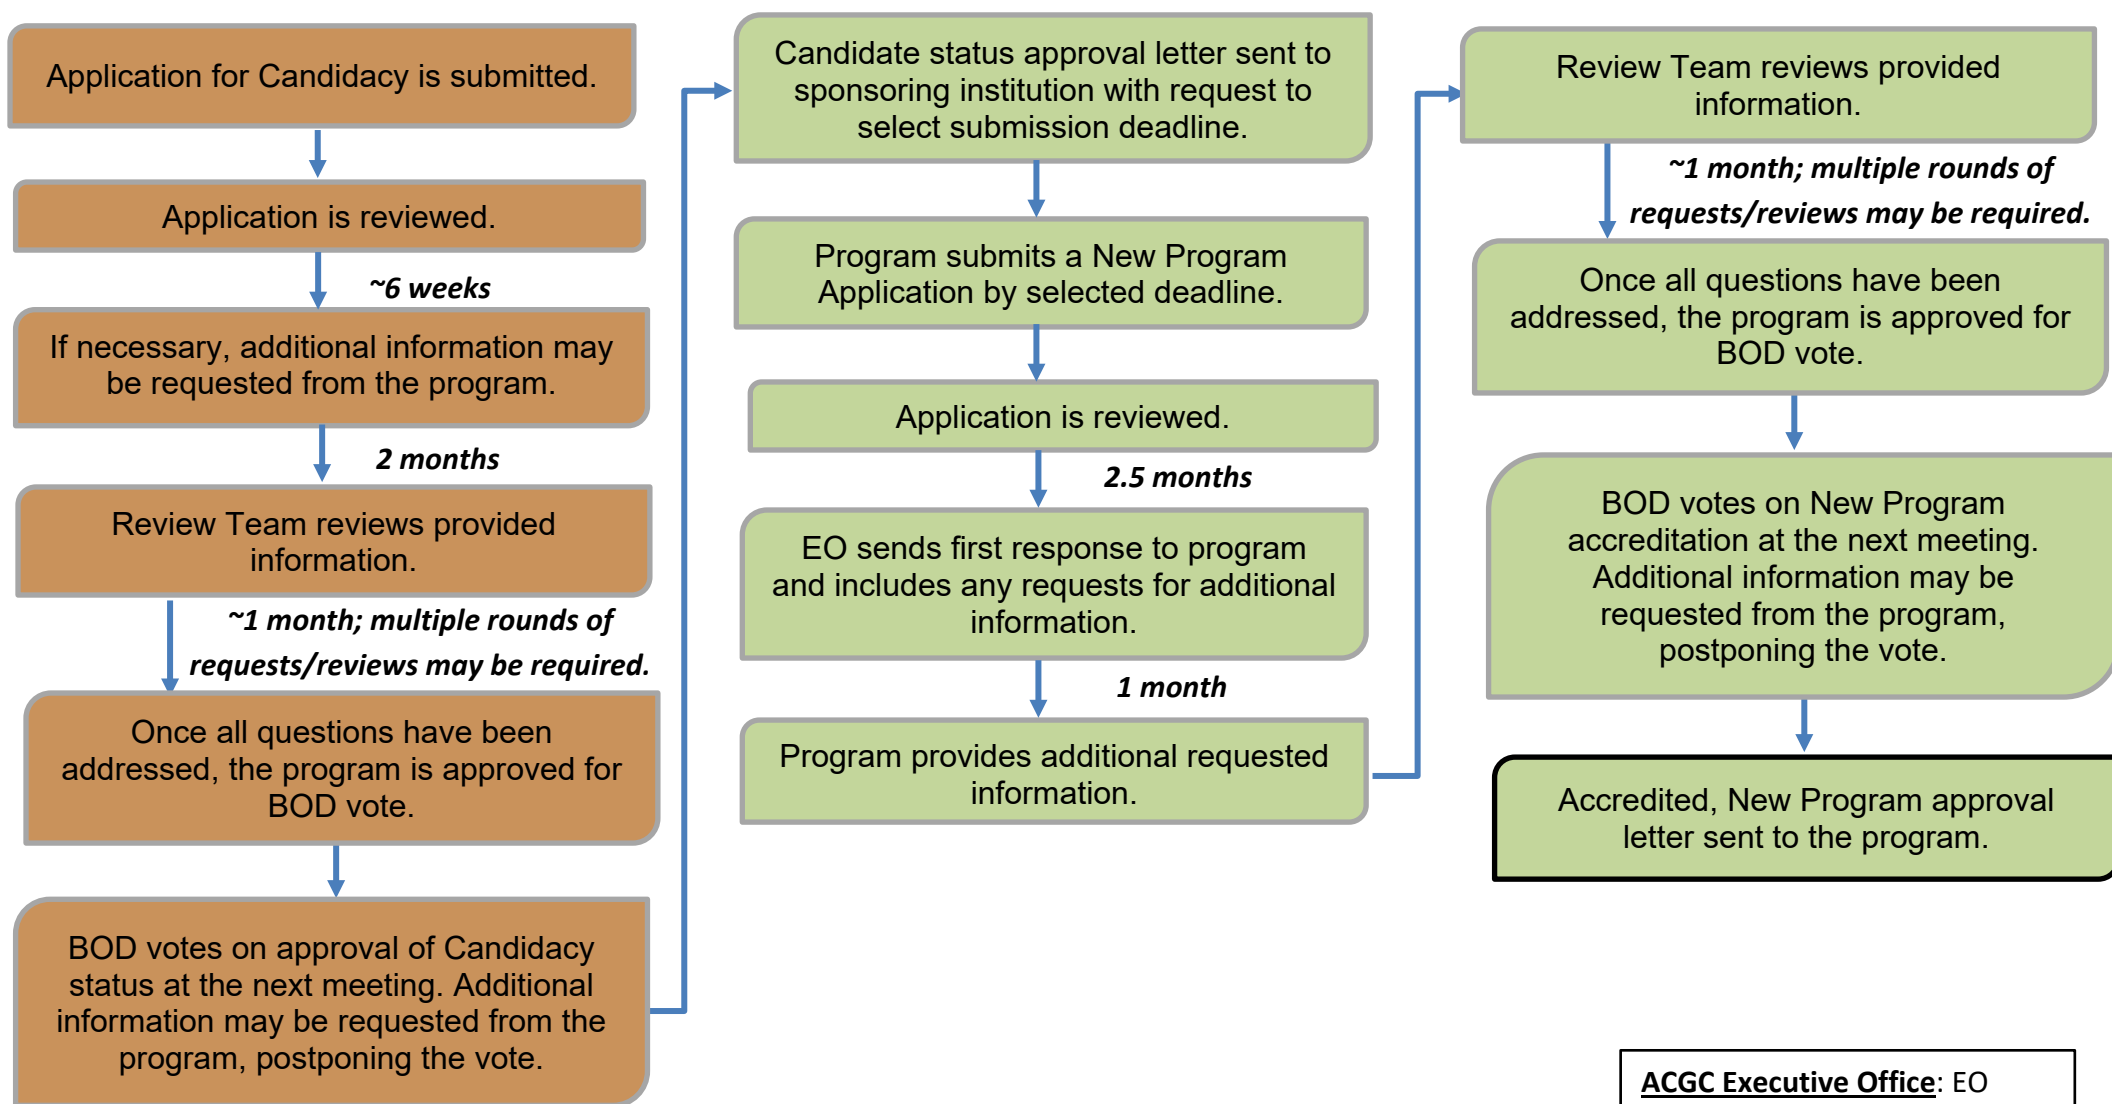 Application for Candidacy is submitted.
Application is reviewed.
~6 weeks
If necessary, additional information may
be requested from the program.
2 months
Review Team reviews provided
information.
~1 month; multiple rounds of
requests/reviews may be required.
Once all questions have been
addressed, the program is approved for
BOD vote.
BOD votes on approval of Candidacy
status at the next meeting. Additional
information may be requested from the
program, postponing the vote.
Candidate status approval letter sent to
sponsoring institution with request to
select submission deadline.
Program submits a New Program
Application by selected deadline.
Application is reviewed.
2.5 months
EO sends first response to program
and includes any requests for additional
information.
1 month
Program provides additional requested
information.
Review Team reviews provided
information.
~1 month; multiple rounds of
requests/reviews may be required.
Once all questions have been
addressed, the program is approved for
BOD vote.
BOD votes on New Program
accreditation at the next meeting.
Additional information may be
requested from the program,
postponing the vote.
Accredited, New Program approval
letter sent to the program.
ACGC Executive Office: EO